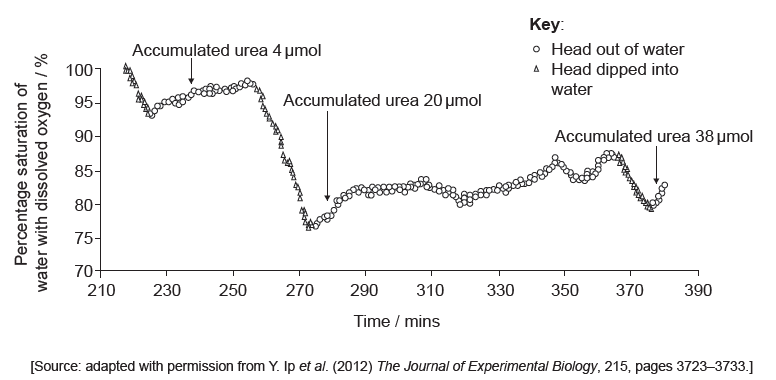 Key:
○ Head out of water
△ Head dipped into
water
Accumulated urea 4 µmol
Accumulated urea 20 µmol
Accumulated urea 38 µmol
Percentage saturation of
water with dissolved oxygen / %
100
95
90
85
80
75
70
210 230 250 270 290 310 330 350 370 390
Time / mins
[Source: adapted with permission from Y. Ip et al. (2012) The Journal of Experimental Biology, 215, pages 3723–3733.]